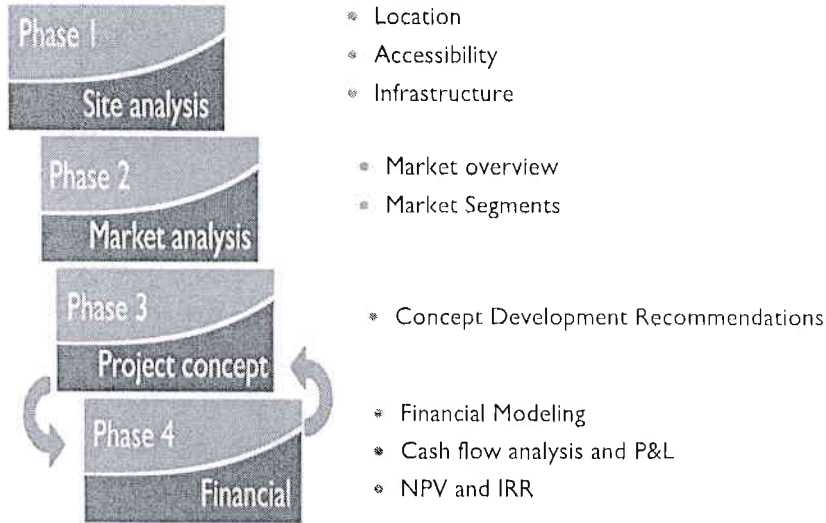 Phase 1
Site analysis
Location
Accessibility
Infrastructure
Phase 2
Market analysis
Market overview
Market Segments
Phase 3
Project concept
Concept Development Recommendations
Phase 4
Financial
Financial Modeling
Cash flow analysis and P&L
NPV and IRR